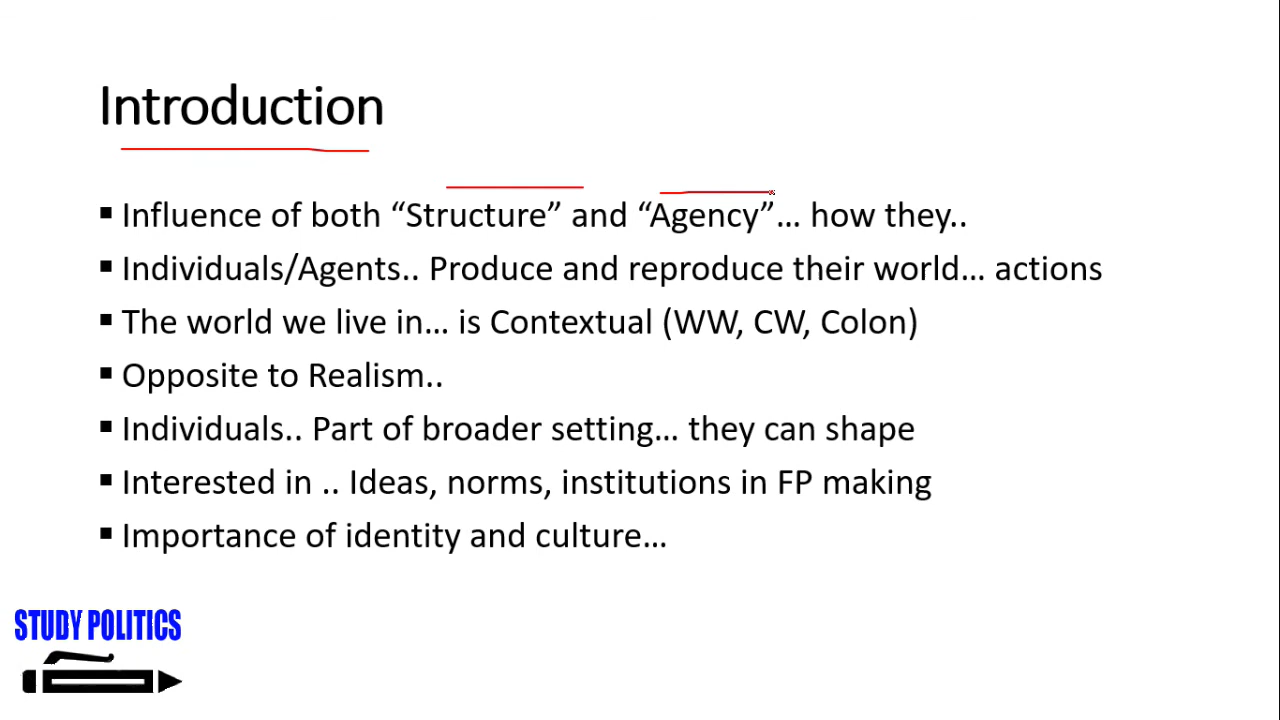 Introduction
▪ Influence of both “Structure” and “Agency”... how they..
▪ Individuals/Agents.. Produce and reproduce their world... actions
▪ The world we live in... is Contextual (WW, CW, Colon)
▪ Opposite to Realism..
▪ Individuals.. Part of broader setting... they can shape
▪ Interested in .. Ideas, norms, institutions in FP making
▪ Importance of identity and culture...
STUDY POLITICS